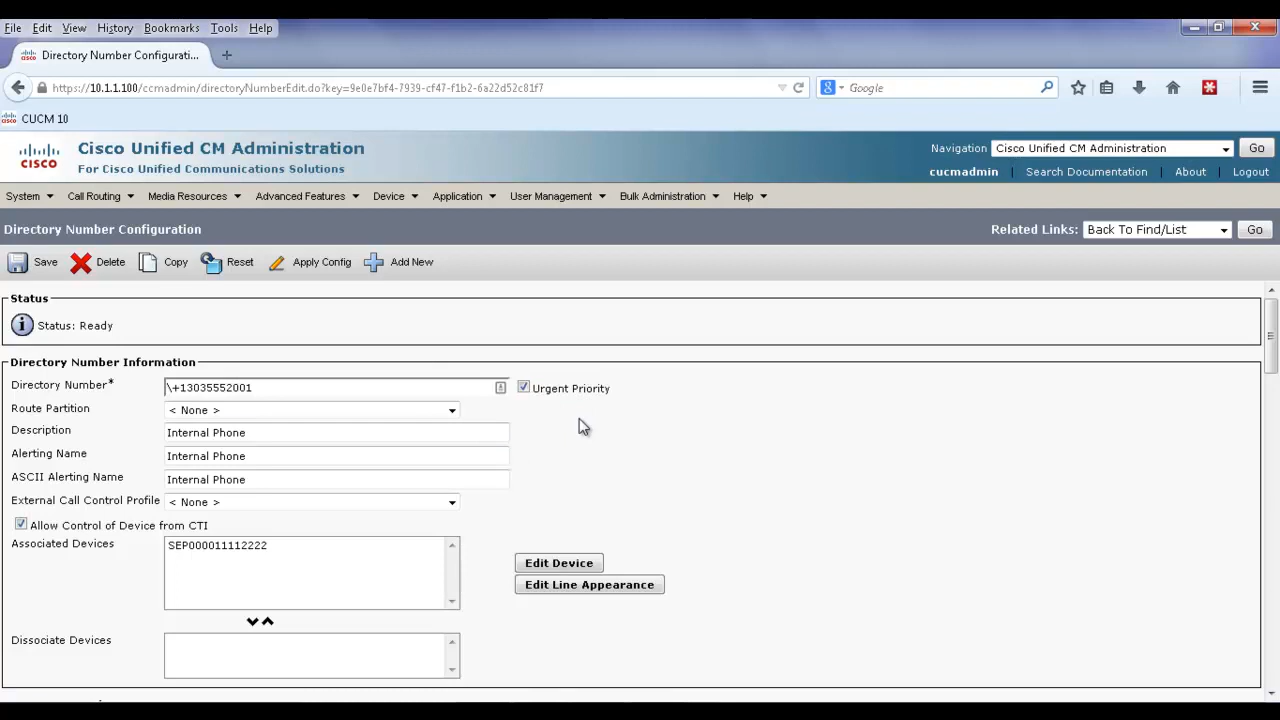 File Edit View History Bookmarks Tools Help
Directory Number Configurati...
https://10.1.1.100/ccmadmin/directoryNumberEdit.do?key=9e0e7bf4-7939-cf47-f1b2-6a22d52c81f7
Google
CUCM 10
CISCO
Cisco Unified CM Administration
For Cisco Unified Communications Solutions
Navigation Cisco Unified CM Administration Go
cucmadmin Search Documentation About Logout
System Call Routing Media Resources Advanced Features Device Application User Management Bulk Administration Help
Directory Number Configuration
Related Links: Back To Find/List Go
Save Delete Copy Reset Apply Config Add New
Status
Status: Ready
Directory Number Information
Directory Number* \+13035552001 Urgent Priority
Route Partition < None >
Description Internal Phone
Alerting Name Internal Phone
ASCII Alerting Name Internal Phone
External Call Control Profile < None >
Allow Control of Device from CTI
Associated Devices SEP000011112222
Edit Device
Edit Line Appearance
Dissociate Devices